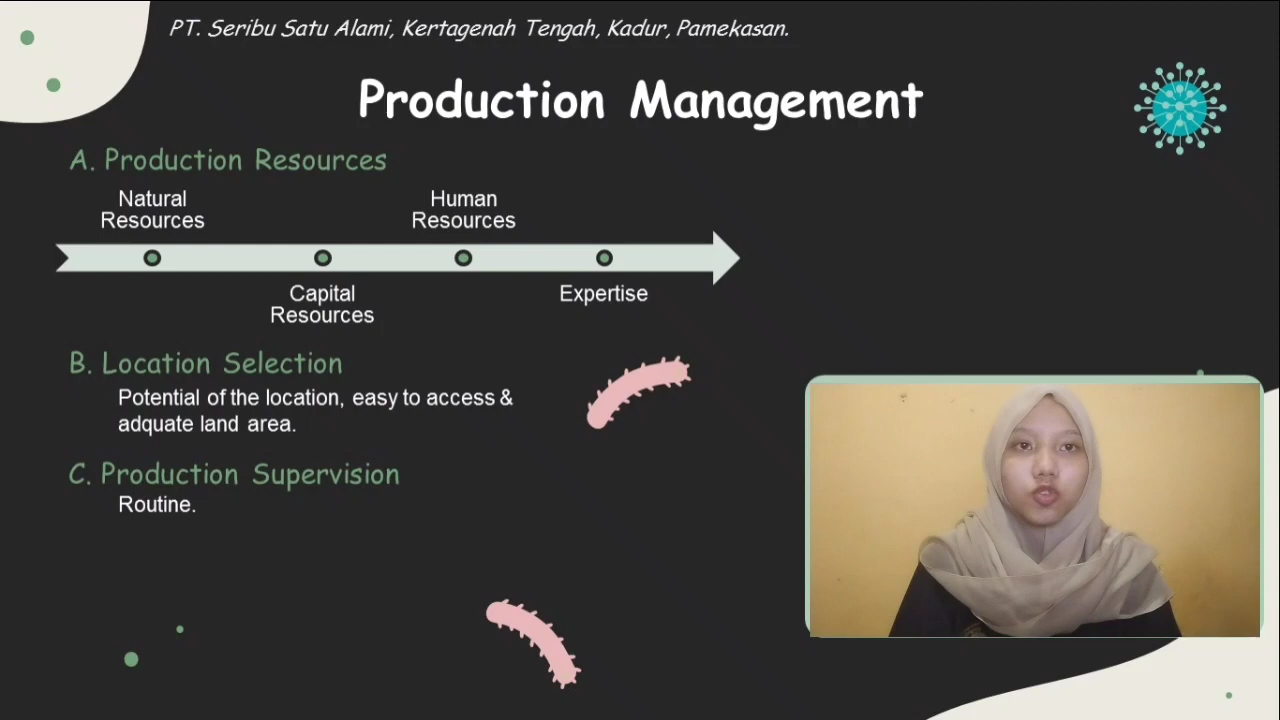 PT. Seribu Satu Alami, Kertagenah Tengah, Kadur, Pamekasan.
Production Management
A. Production Resources
Natural
Resources
Human
Resources
Capital
Resources
Expertise
B. Location Selection
Potential of the location, easy to access &
adquate land area.
C. Production Supervision
Routine.